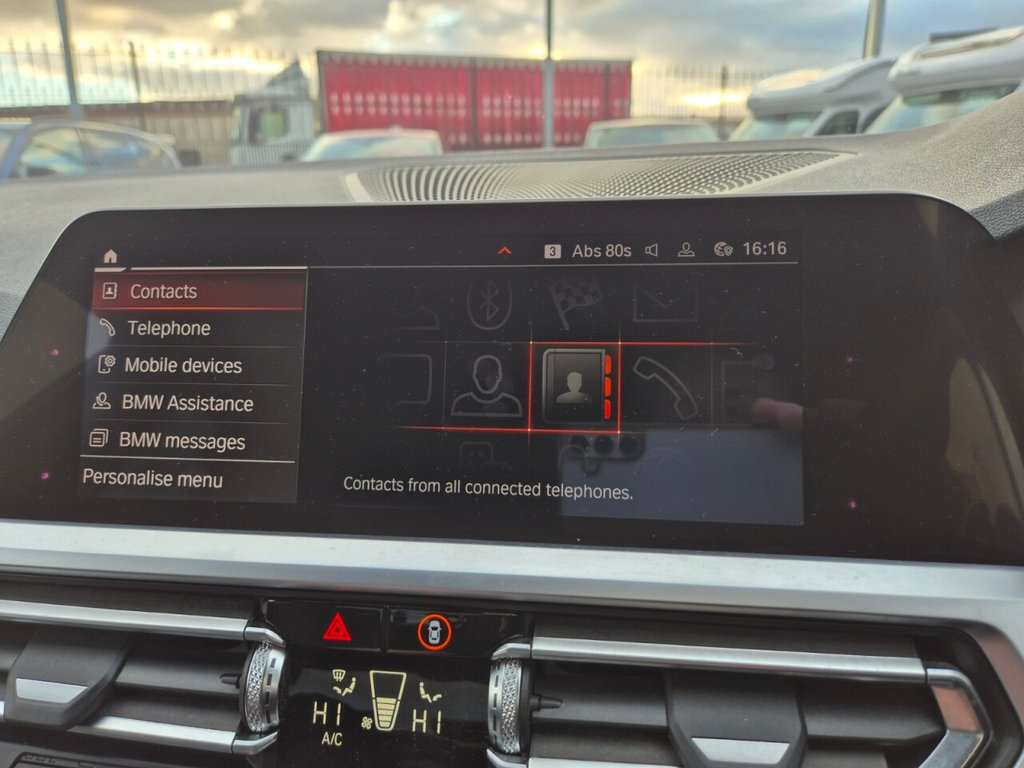 3 Abs 80s 16:16
Contacts
Telephone
Mobile devices
BMW Assistance
BMW messages
Personalise menu
Contacts from all connected telephones.
HI HI
A/C